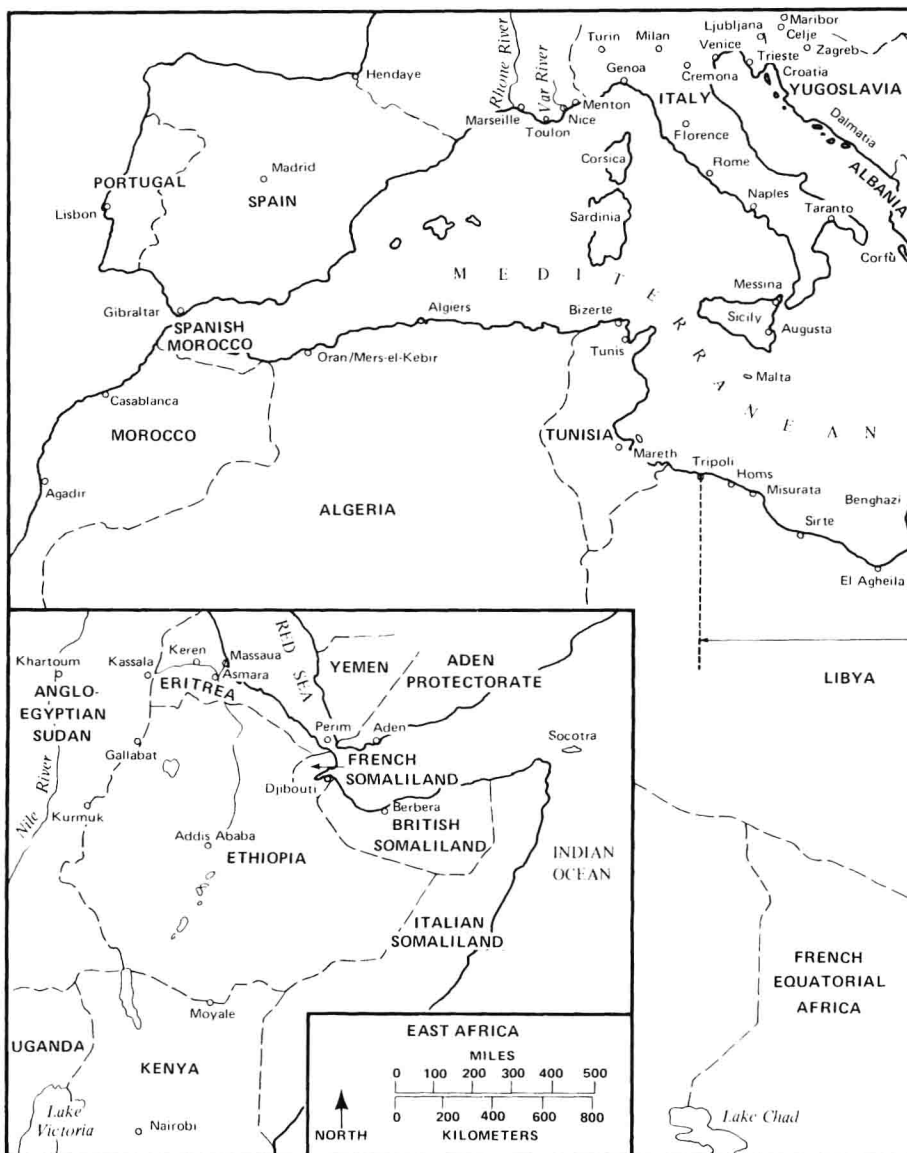 Maribor
Ljubljana
Celje
Turin
Milan
Venice
Zagreb
Trieste
Rhone River
Var River
Hendaye
Genoa
Cremona
Croatia
YUGOSLAVIA
ITALY
Menton
Marseille
Nice
Toulon
Florence
Dalmatia
Corsica
Madrid
Rome
ALBANIA
PORTUGAL
SPAIN
Naples
Lisbon
Sardinia
Taranto
Corfù
MEDITERRANEAN
Messina
Gibraltar
Algiers
Bizerte
Sicily
SPANISH
MOROCCO
Augusta
Tunis
Oran/Mers-el-Kebir
Malta
Casablanca
MOROCCO
TUNISIA
Mareth
Tripoli
Homs
Agadir
Misurata
Benghazi
ALGERIA
Sirte
El Agheila
LIBYA
FRENCH
EQUATORIAL
AFRICA
Lake Chad
Khartoum
Kassala
Keren
Massaua
Asmara
RED SEA
YEMEN
ADEN
PROTECTORATE
ANGLO-
EGYPTIAN
SUDAN
ERITREA
Perim
Aden
Socotra
Gallabat
FRENCH
SOMALILAND
Djibouti
Nile River
Kurmuk
Berbera
BRITISH
SOMALILAND
Addis Ababa
ETHIOPIA
INDIAN
OCEAN
ITALIAN
SOMALILAND
Moyale
UGANDA
KENYA
Lake
Victoria
Nairobi
EAST AFRICA
MILES
0 100 200 300 400 500
0 200 400 600 800
KILOMETERS
NORTH